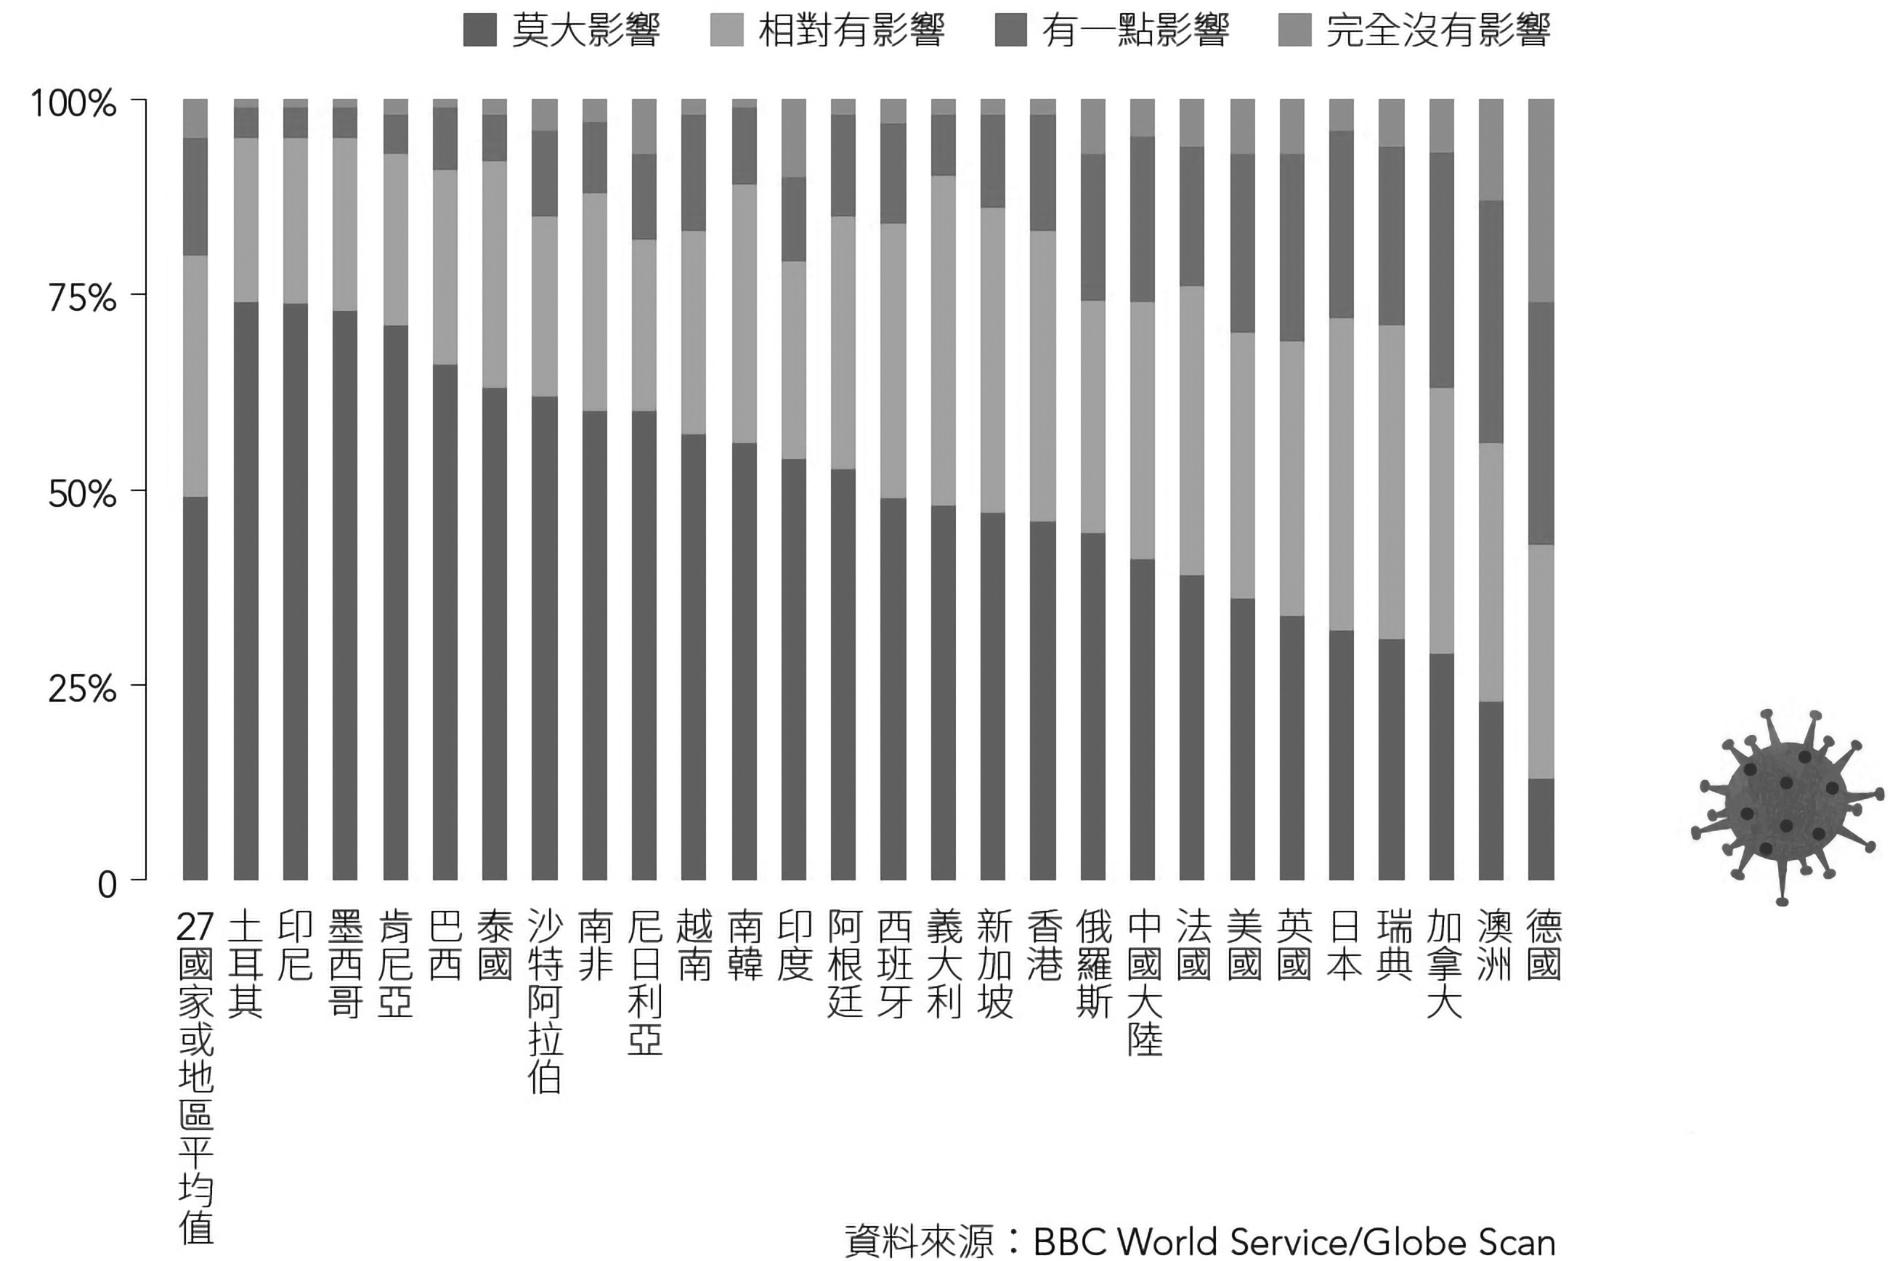 莫大影響 相對有影響 有一點影響 完全沒有影響
100%
75%
50%
25%
0
27國家或地區平均值
土耳其
印尼
墨西哥
肯尼亞
巴西
泰國
沙特阿拉伯
南非
尼日利亞
越南
南韓
印度
阿根廷
西班牙
義大利
新加坡
香港
俄羅斯
中國大陸
法國
美國
英國
日本
瑞典
加拿大
澳洲
德國
資料來源：BBC World Service/Globe Scan